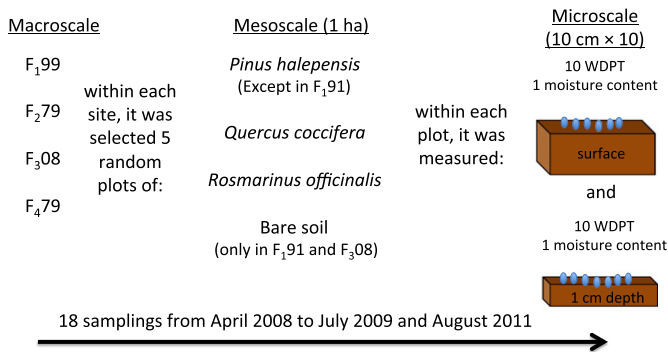 Macroscale
F₁99
F₂79
F₃08
F₄79
within each
site, it was
selected 5
random
plots of:
Mesoscale (1 ha)
Pinus halepensis
(Except in F₁91)
Quercus coccifera
Rosmarinus officinalis
Bare soil
(only in F₁91 and F₃08)
within each
plot, it was
measured:
Microscale
(10 cm × 10)
10 WDPT
1 moisture content
surface
and
10 WDPT
1 moisture content
1 cm depth
18 samplings from April 2008 to July 2009 and August 2011